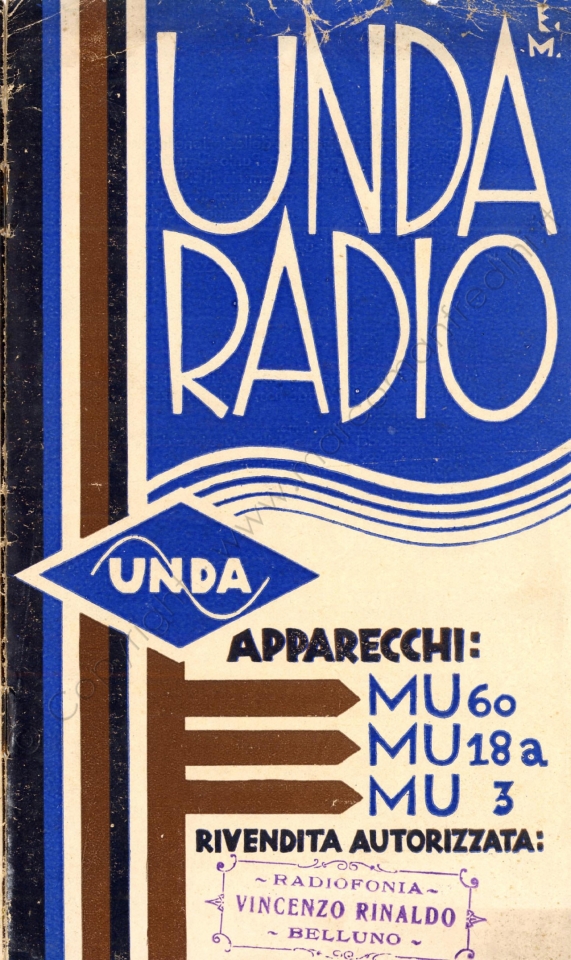 E.
M.
UNDA
RADIO
UNDA
APPARECCHI:
MU 60
MU 18 a
MU 3
RIVENDITA AUTORIZZATA:
~ RADIOFONIA ~
VINCENZO RINALDO
~ BELLUNO ~